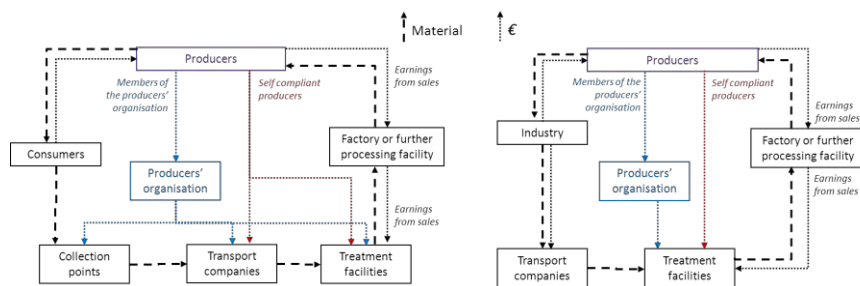 Material
€
Producers
Members of
the producers'
organisation
Self compliant
producers
Earnings
from sales
Consumers
Factory or further
processing facility
Producers'
organisation
Earnings
from sales
Collection
points
Transport
companies
Treatment
facilities
Producers
Members of the
producers'
organisation
Self compliant
producers
Earnings
from sales
Industry
Factory or further
processing facility
Producers'
organisation
Earnings
from sales
Transport
companies
Treatment
facilities